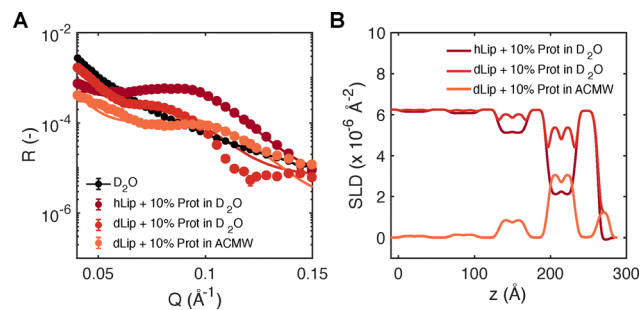 A
R (-)
10⁻²
10⁻⁴
10⁻⁶
D₂O
hLip + 10% Prot in D₂O
dLip + 10% Prot in D₂O
dLip + 10% Prot in ACMW
0.05
0.1
0.15
Q (Å⁻¹)
B
SLD (x 10⁻⁶ Å⁻²)
10
8
6
4
2
0
hLip + 10% Prot in D₂O
dLip + 10% Prot in D₂O
dLip + 10% Prot in ACMW
0
100
200
300
z (Å)